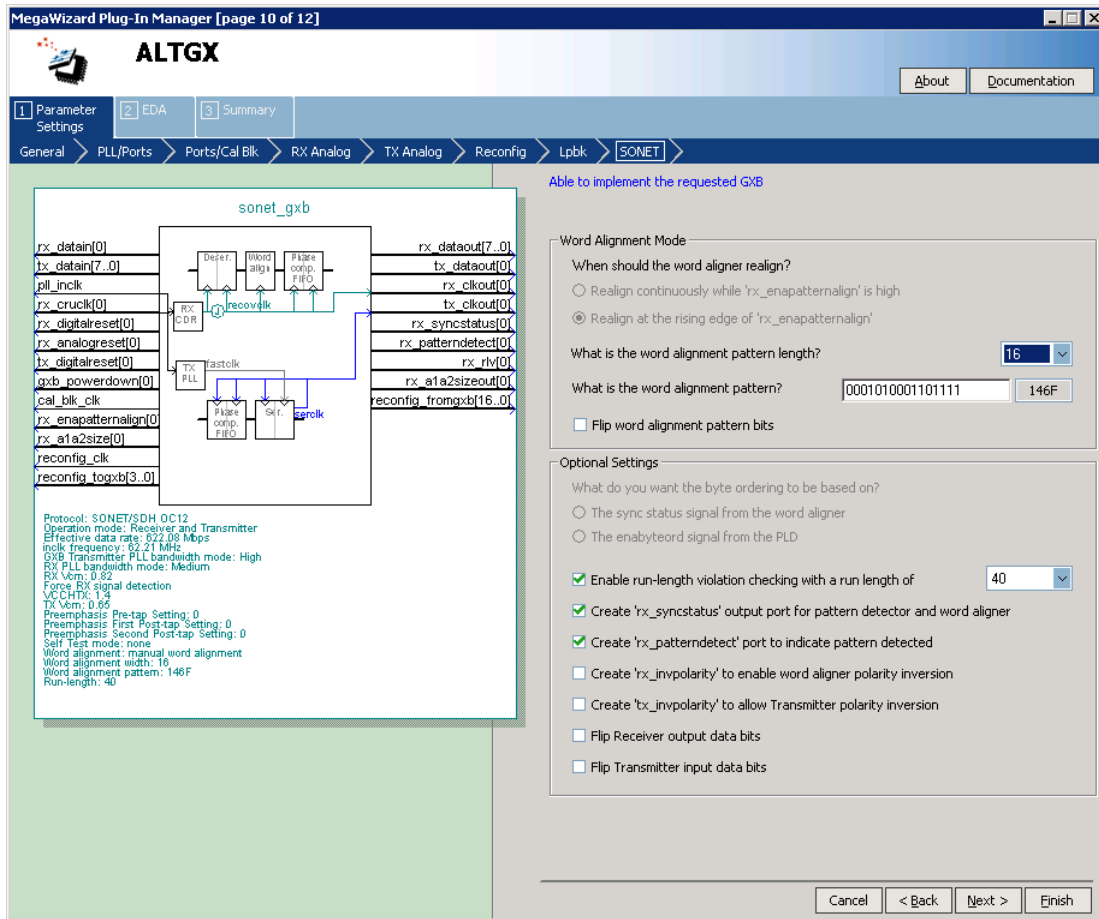 MegaWizard Plug-In Manager [page 10 of 12]
ALTGX
About
Documentation
1 Parameter Settings
2 EDA
3 Summary
General
PLL/Ports
Ports/Cal Blk
RX Analog
TX Analog
Reconfig
Lpbk
SONET
sonet_gxb
rx_datain[0]
tx_datain[7..0]
pll_inclk
rx_cruclk[0]
rx_digitalreset[0]
rx_analogreset[0]
tx_digitalreset[0]
gxb_powerdown[0]
cal_blk_clk
rx_enapatternalign[0]
rx_a1a2size[0]
reconfig_clk
reconfig_togxb[3..0]
Deser.
Word align
Phase comp. FIFO
RX CDR
recovclk
TX PLL
fastclk
Phase comp. FIFO
Ser.
serclk
rx_dataout[7..0]
tx_dataout[0]
rx_clkout[0]
tx_clkout[0]
rx_syncstatus[0]
rx_patterndetect[0]
rx_rlv[0]
rx_a1a2sizeout[0]
reconfig_fromgxb[16..0]
Protocol: SONET/SDH OC12
Operation mode: Receiver and Transmitter
Effective data rate: 622.08 Mbps
inclk frequency: 62.21 MHz
GXB Transmitter PLL bandwidth mode: High
RX PLL bandwidth mode: Medium
RX Vcm: 0.82
Force RX signal detection
VCCHTX: 1.4
TX Vcm: 0.65
Preemphasis Pre-tap Setting: 0
Preemphasis First Post-tap Setting: 0
Preemphasis Second Post-tap Setting: 0
Self Test mode: none
Word alignment: manual word alignment
Word alignment width: 16
Word alignment pattern: 146F
Run-length: 40
Able to implement the requested GXB
Word Alignment Mode
When should the word aligner realign?
Realign continuously while 'rx_enapatternalign' is high
Realign at the rising edge of 'rx_enapatternalign'
What is the word alignment pattern length? 16
What is the word alignment pattern? 0001010001101111 146F
Flip word alignment pattern bits
Optional Settings
What do you want the byte ordering to be based on?
The sync status signal from the word aligner
The enabyteord signal from the PLD
Enable run-length violation checking with a run length of 40
Create 'rx_syncstatus' output port for pattern detector and word aligner
Create 'rx_patterndetect' port to indicate pattern detected
Create 'rx_invpolarity' to enable word aligner polarity inversion
Create 'tx_invpolarity' to allow Transmitter polarity inversion
Flip Receiver output data bits
Flip Transmitter input data bits
Cancel
< Back
Next >
Finish